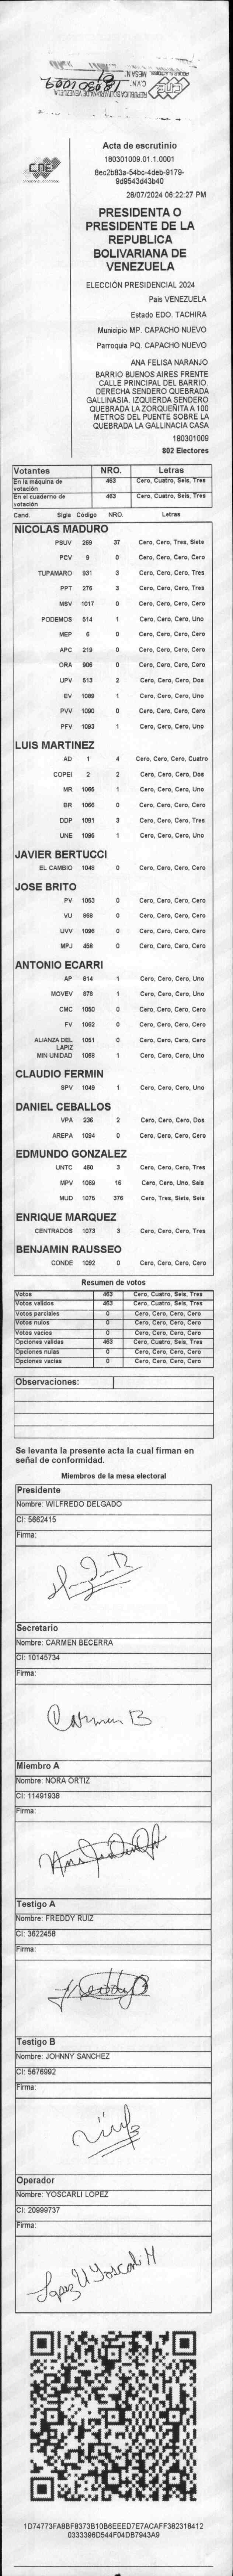 180301009
CNE
Acta de escrutinio
180301009.01.1.0001
8ec2b83a-54bc-4deb-9179-
9d9543d43b40
28/07/2024 06:22:27 PM
PRESIDENTA O
PRESIDENTE DE LA
REPUBLICA
BOLIVARIANA DE
VENEZUELA
ELECCIÓN PRESIDENCIAL 2024
País VENEZUELA
Estado EDO. TACHIRA
Municipio MP. CAPACHO NUEVO
Parroquia PQ. CAPACHO NUEVO
ANA FELISA NARANJO
BARRIO BUENOS AIRES FRENTE
CALLE PRINCIPAL DEL BARRIO.
DERECHA SENDERO QUEBRADA
GALLINASIA. IZQUIERDA SENDERO
QUEBRADA LA ZORQUEÑITA A 100
METROS DEL PUENTE SOBRE LA
QUEBRADA LA GALLINACIA CASA
180301009
802 Electores
Votantes NRO. Letras
En la máquina de votación 463 Cero, Cuatro, Seis, Tres
En el cuaderno de votación 463 Cero, Cuatro, Seis, Tres
Cand. Sigla Código NRO. Letras
NICOLAS MADURO
PSUV 269 37 Cero, Cero, Tres, Siete
PCV 9 0 Cero, Cero, Cero, Cero
TUPAMARO 931 3 Cero, Cero, Cero, Tres
PPT 276 3 Cero, Cero, Cero, Tres
MSV 1017 0 Cero, Cero, Cero, Cero
PODEMOS 514 1 Cero, Cero, Cero, Uno
MEP 6 0 Cero, Cero, Cero, Cero
APC 219 0 Cero, Cero, Cero, Cero
ORA 906 0 Cero, Cero, Cero, Cero
UPV 513 2 Cero, Cero, Cero, Dos
EV 1089 1 Cero, Cero, Cero, Uno
PVV 1090 0 Cero, Cero, Cero, Cero
PFV 1093 1 Cero, Cero, Cero, Uno
LUIS MARTINEZ
AD 1 4 Cero, Cero, Cero, Cuatro
COPEI 2 2 Cero, Cero, Cero, Dos
MR 1065 1 Cero, Cero, Cero, Uno
BR 1066 0 Cero, Cero, Cero, Cero
DDP 1091 3 Cero, Cero, Cero, Tres
UNE 1095 1 Cero, Cero, Cero, Uno
JAVIER BERTUCCI
EL CAMBIO 1048 0 Cero, Cero, Cero, Cero
JOSE BRITO
PV 1053 0 Cero, Cero, Cero, Cero
VU 868 0 Cero, Cero, Cero, Cero
UVV 1096 0 Cero, Cero, Cero, Cero
MPJ 458 0 Cero, Cero, Cero, Cero
ANTONIO ECARRI
AP 814 1 Cero, Cero, Cero, Uno
MOVEV 878 1 Cero, Cero, Cero, Uno
CMC 1050 0 Cero, Cero, Cero, Cero
FV 1062 0 Cero, Cero, Cero, Cero
ALIANZA DEL LAPIZ 1061 0 Cero, Cero, Cero, Cero
MIN UNIDAD 1068 1 Cero, Cero, Cero, Uno
CLAUDIO FERMIN
SPV 1049 1 Cero, Cero, Cero, Uno
DANIEL CEBALLOS
VPA 236 2 Cero, Cero, Cero, Dos
AREPA 1094 0 Cero, Cero, Cero, Cero
EDMUNDO GONZALEZ
UNTC 460 3 Cero, Cero, Cero, Tres
MPV 1069 16 Cero, Cero, Uno, Seis
MUD 1076 376 Cero, Tres, Siete, Seis
ENRIQUE MARQUEZ
CENTRADOS 1073 3 Cero, Cero, Cero, Tres
BENJAMIN RAUSSEO
CONDE 1092 0 Cero, Cero, Cero, Cero
Resumen de votos
Votos 463 Cero, Cuatro, Seis, Tres
Votos validos 463 Cero, Cuatro, Seis, Tres
Votos parciales 0 Cero, Cero, Cero, Cero
Votos nulos 0 Cero, Cero, Cero, Cero
Votos vacios 0 Cero, Cero, Cero, Cero
Opciones validas 463 Cero, Cuatro, Seis, Tres
Opciones nulas 0 Cero, Cero, Cero, Cero
Opciones vacias 0 Cero, Cero, Cero, Cero
Observaciones:
Se levanta la presente acta la cual firman en
señal de conformidad.
Miembros de la mesa electoral
Presidente
Nombre: WILFREDO DELGADO
CI: 5662415
Firma:
Secretario
Nombre: CARMEN BECERRA
CI: 10145734
Firma:
Carmen B
Miembro A
Nombre: NORA ORTIZ
CI: 11491938
Firma:
Testigo A
Nombre: FREDDY RUIZ
CI: 3622458
Firma:
Freddy
Testigo B
Nombre: JOHNNY SANCHEZ
CI: 5676992
Firma:
Operador
Nombre: YOSCARLI LOPEZ
CI: 20999737
Firma:
Lopez U Yoscarli M
1D74773FA8BF8373B10B6EEED7E7ACAFF382318412
0333396D544F04DB7943A9